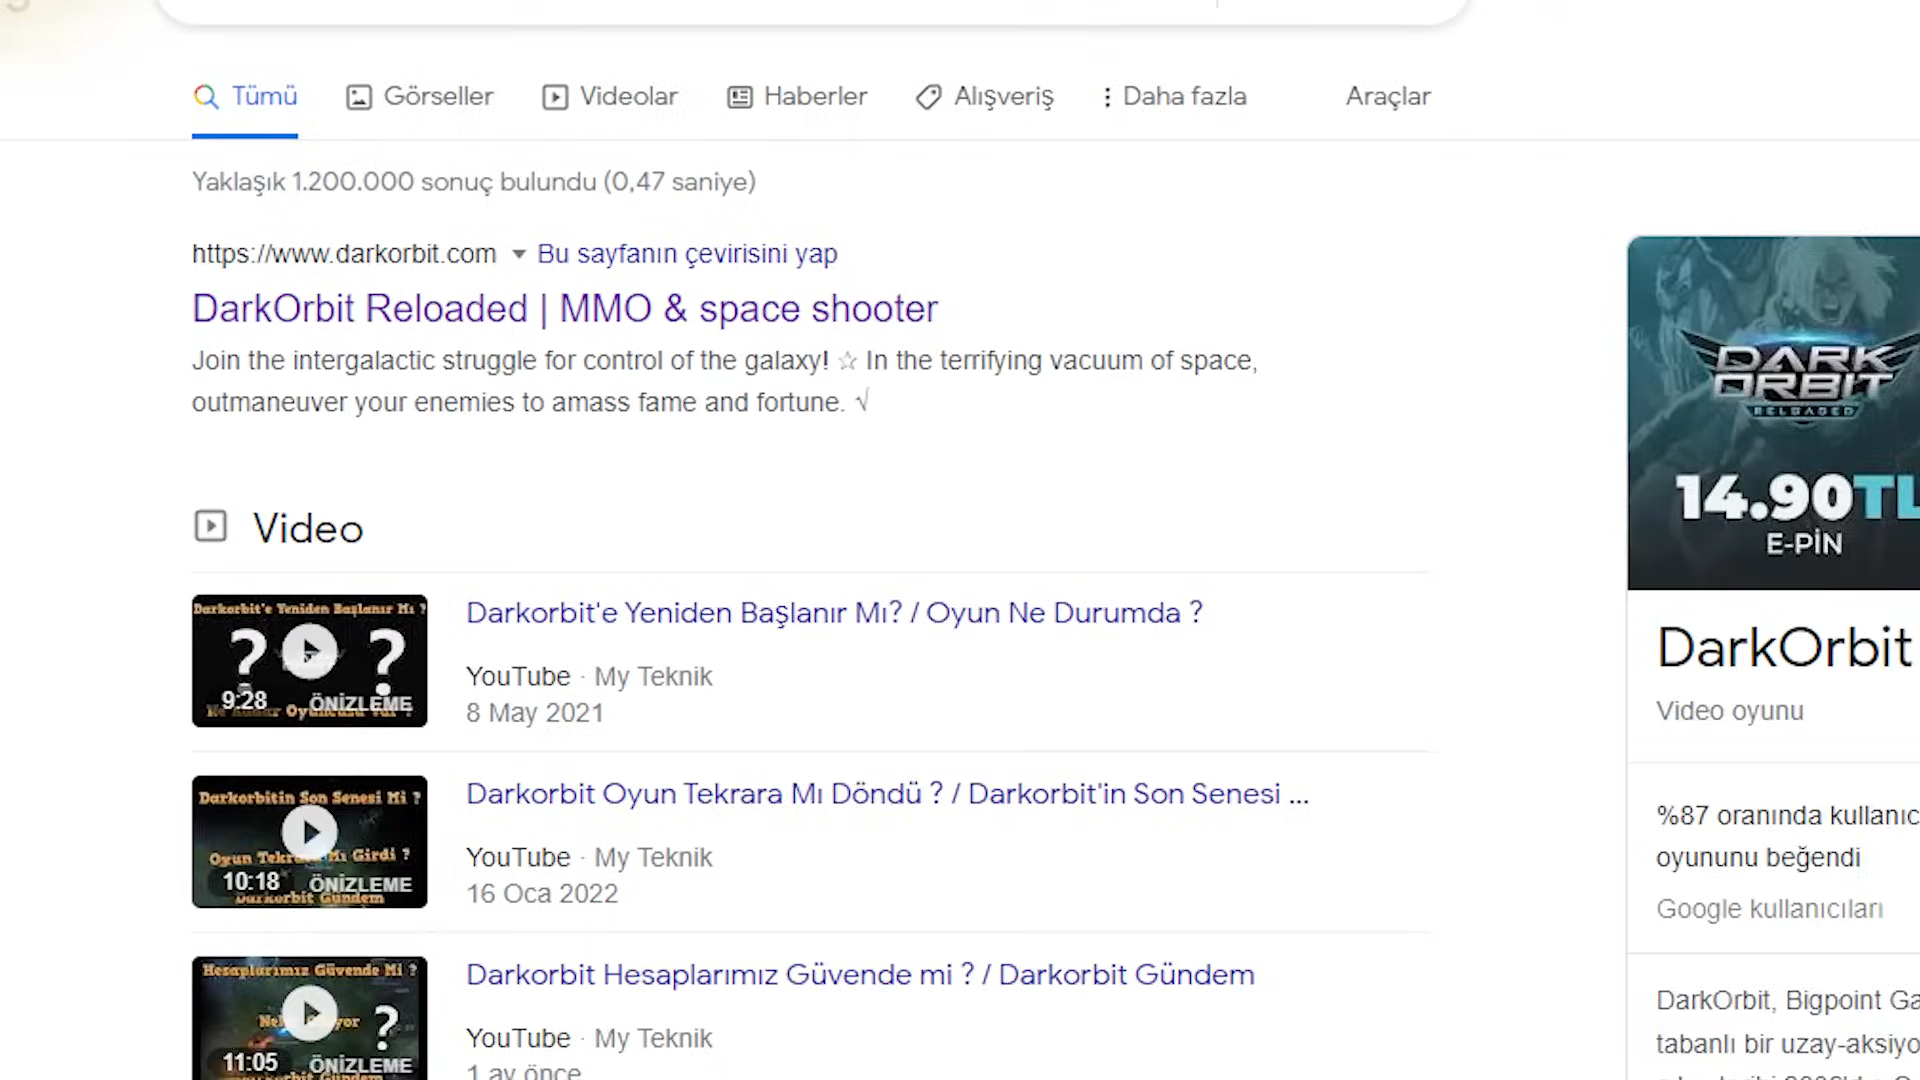 Tümü Görseller Videolar Haberler Alışveriş Daha fazla Araçlar
Yaklaşık 1.200.000 sonuç bulundu (0,47 saniye)
https://www.darkorbit.com Bu sayfanın çevirisini yap
DarkOrbit Reloaded | MMO & space shooter
Join the intergalactic struggle for control of the galaxy! ☆ In the terrifying vacuum of space,
outmaneuver your enemies to amass fame and fortune. √
Video
Darkorbit'e Yeniden Başlanır Mı ?
? ?
9:28 ÖNİZLEME
Darkorbit'e Yeniden Başlanır Mı? / Oyun Ne Durumda ?
YouTube · My Teknik
8 May 2021
Darkorbitin Son Senesi Mi ?
Oyun Mı Girdi ?
10:18 ÖNİZLEME
Darkorbit Gündem
Darkorbit Oyun Tekrara Mı Döndü ? / Darkorbit'in Son Senesi ...
YouTube · My Teknik
16 Oca 2022
Hesaplarımız Güvende Mi ?
?
11:05 ÖNİZLEME
Darkorbit Gündem
Darkorbit Hesaplarımız Güvende mi ? / Darkorbit Gündem
YouTube · My Teknik
1 ay önce
DARK
ORBIT
RELOADED
14.90TL
E-PİN
DarkOrbit
Video oyunu
%87 oranında kullanıc
oyununu beğendi
Google kullanıcıları
DarkOrbit, Bigpoint Ga
tabanlı bir uzay-aksiyo